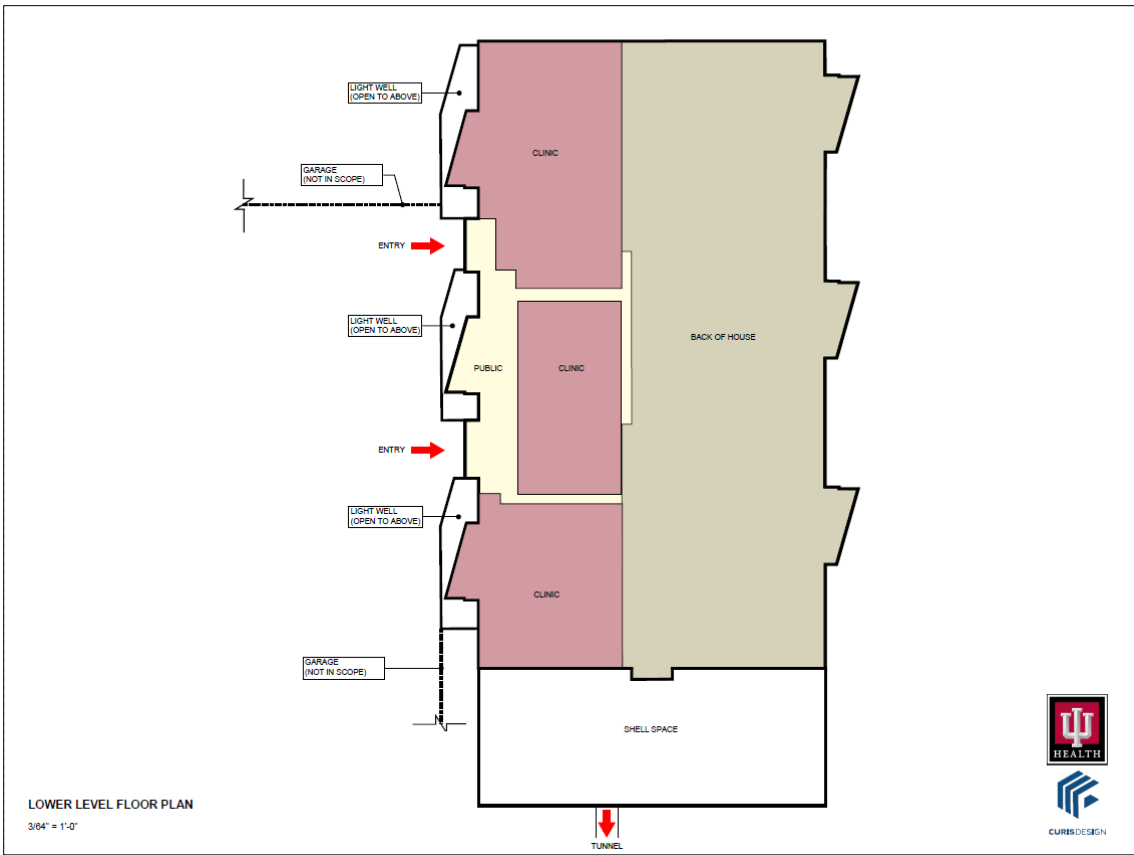 LIGHT WELL
(OPEN TO ABOVE)
CLINIC
GARAGE
(NOT IN SCOPE)
ENTRY
LIGHT WELL
(OPEN TO ABOVE)
BACK OF HOUSE
PUBLIC
CLINIC
ENTRY
LIGHT WELL
(OPEN TO ABOVE)
CLINIC
GARAGE
(NOT IN SCOPE)
SHELL SPACE
IU
HEALTH
LOWER LEVEL FLOOR PLAN
3/64" = 1'-0"
CURISDESIGN
TUNNEL